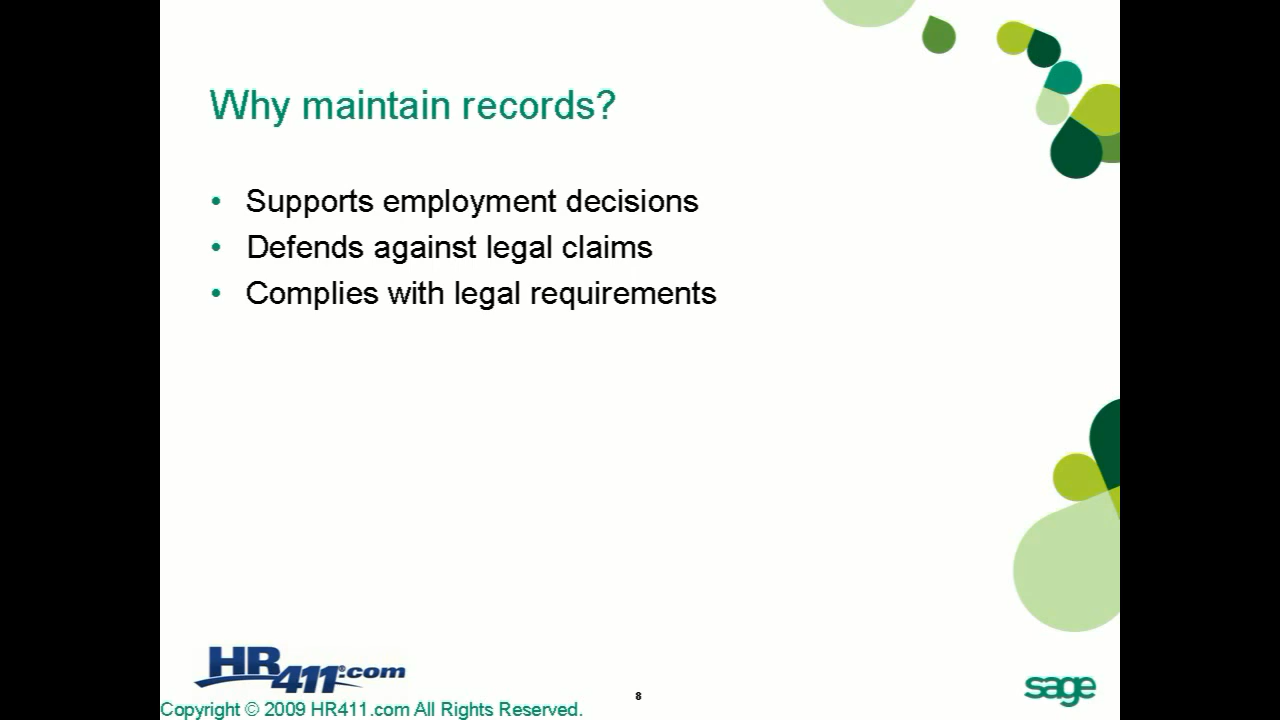 Why maintain records?
• Supports employment decisions
• Defends against legal claims
• Complies with legal requirements
HR411®.com
8
sage
Copyright © 2009 HR411.com All Rights Reserved.